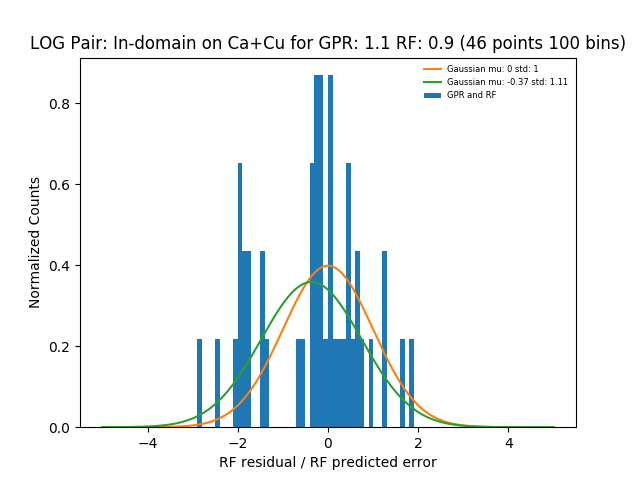 LOG Pair: In-domain on Ca+Cu for GPR: 1.1 RF: 0.9 (46 points 100 bins)
Gaussian mu: 0 std: 1
Gaussian mu: -0.37 std: 1.11
GPR and RF
Normalized Counts
0.8
0.6
0.4
0.2
0.0
−4
−2
0
2
4
RF residual / RF predicted error